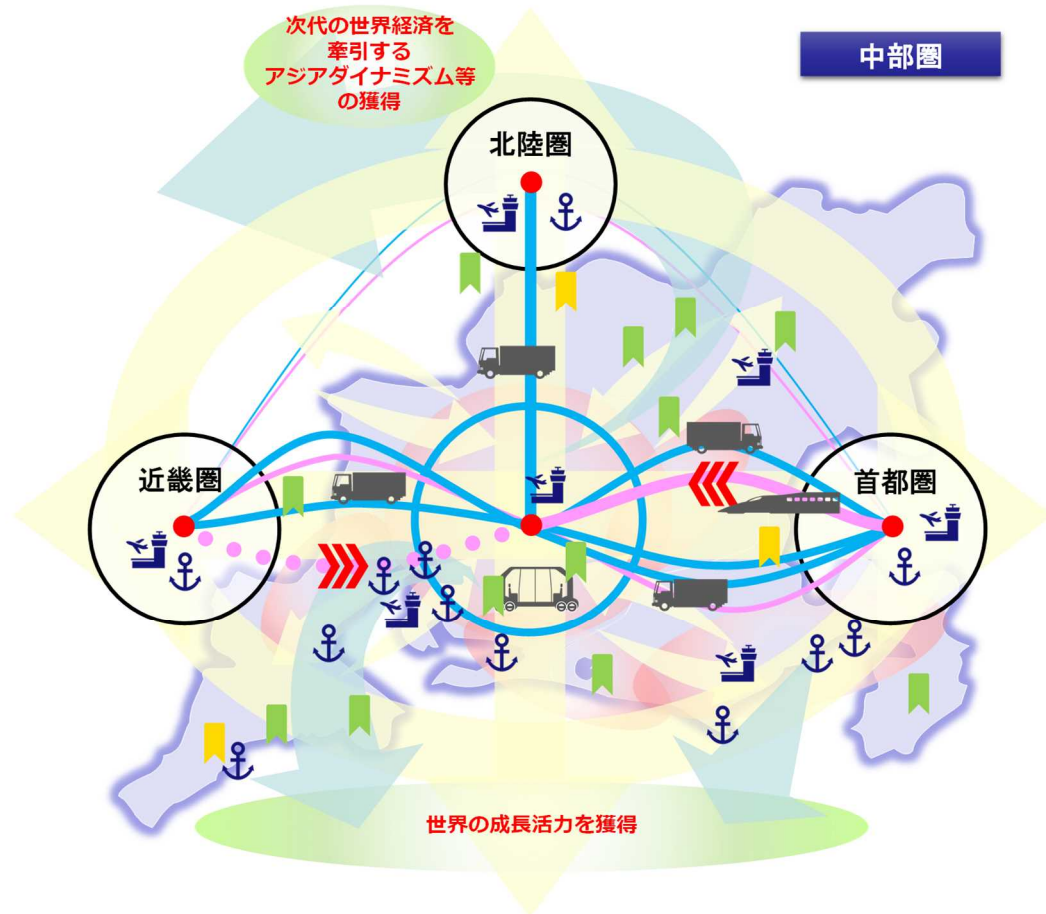 次代の世界経済を
牽引する
アジアダイナミズム等
の獲得
中部圏
北陸圏
近畿圏
首都圏
世界の成長活力を獲得